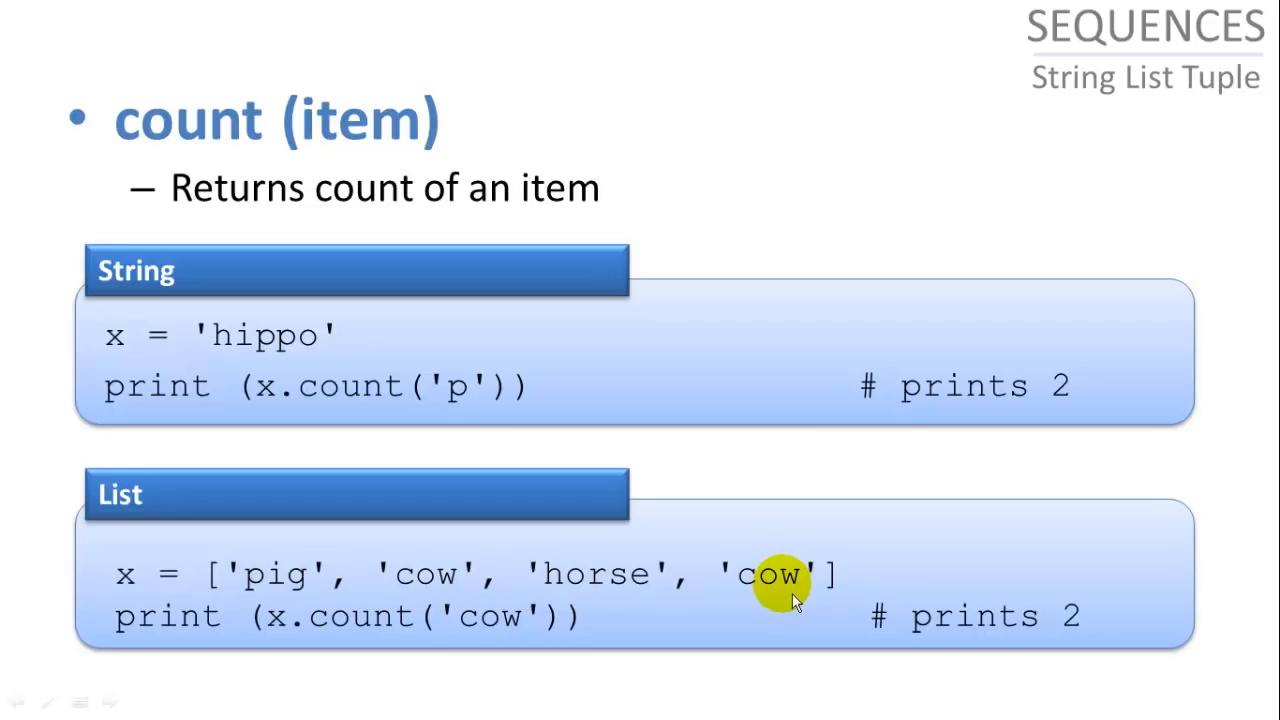 SEQUENCES
String List Tuple
• count (item)
– Returns count of an item
String
x = 'hippo'
print (x.count('p')) # prints 2
List
x = ['pig', 'cow', 'horse', 'cow']
print (x.count('cow')) # prints 2